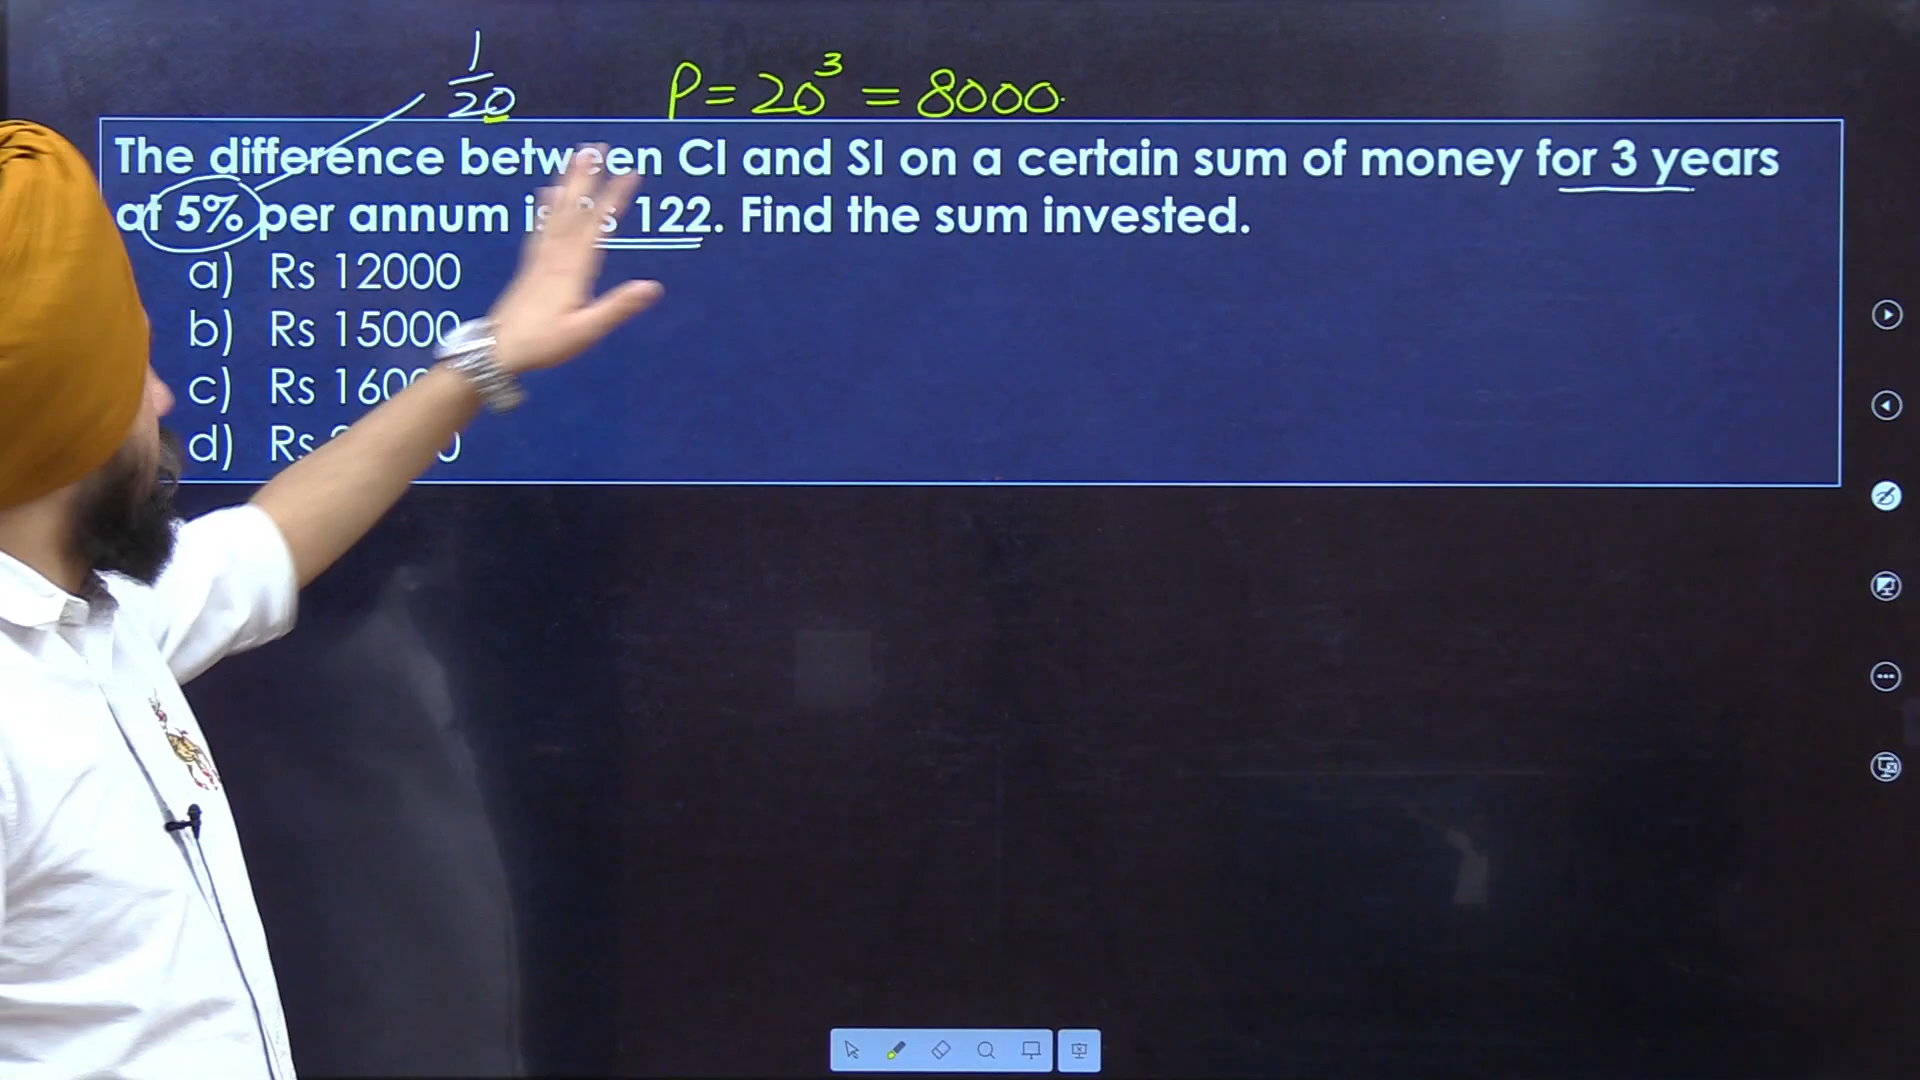 1
20
P = 20³ = 8000
The difference between CI and SI on a certain sum of money for 3 years
at 5% per annum is Rs 122. Find the sum invested.
a) Rs 12000
b) Rs 15000
c) Rs
d) Rs